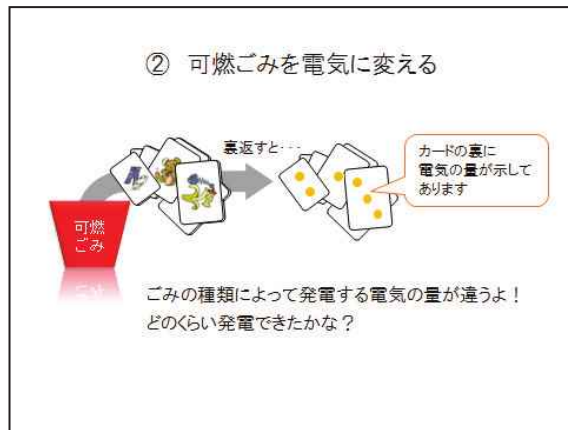 ② 可燃ごみを電気に変える
裏返すと・・・
カードの裏に
電気の量が示して
あります
可燃
ごみ
ごみの種類によって発電する電気の量が違うよ！
どのくらい発電できたかな？